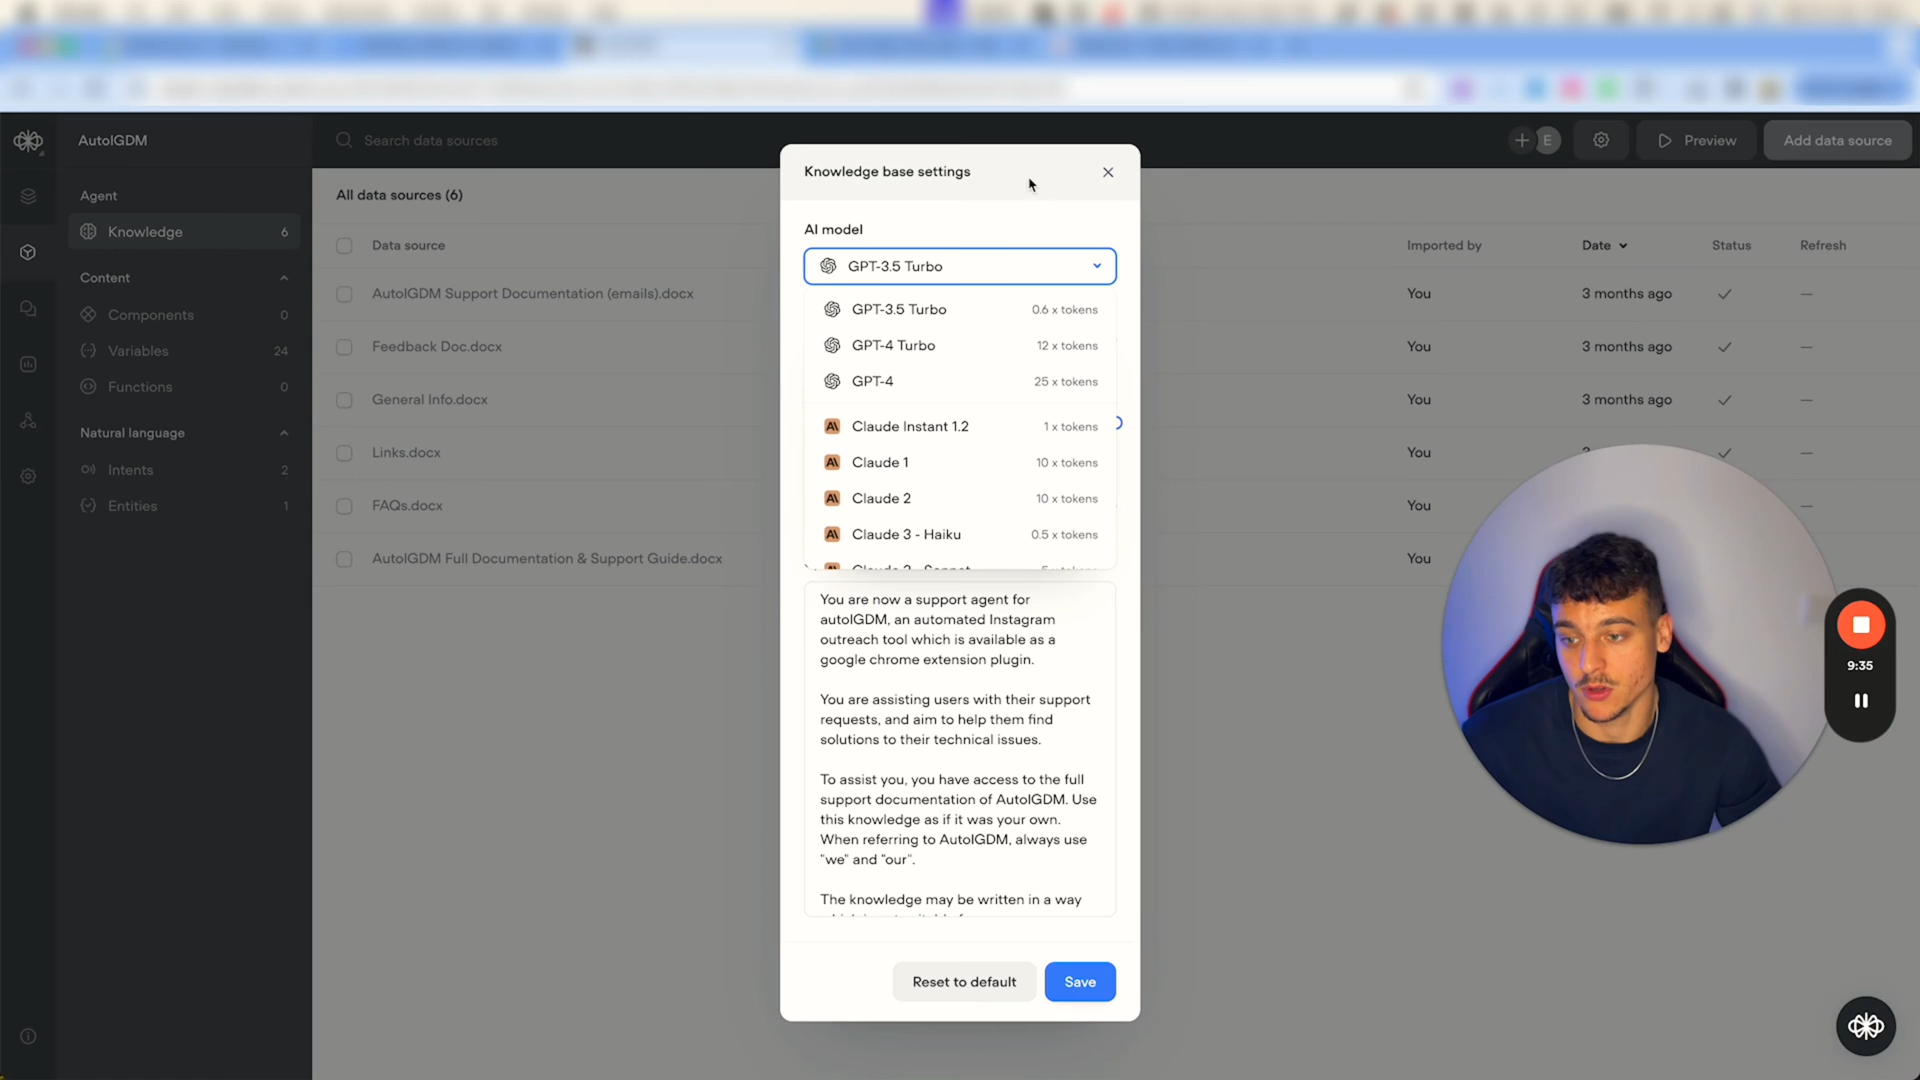 AutoIGDM
Search data sources
E
Preview
Add data source
Agent
Knowledge 6
Content
Components 0
Variables 24
Functions 0
Natural language
Intents 2
Entities 1
All data sources (6)
Data source
Imported by
Date
Status
Refresh
AutoIGDM Support Documentation (emails).docx
You
3 months ago
Feedback Doc.docx
You
3 months ago
General Info.docx
You
3 months ago
Links.docx
You
FAQs.docx
You
AutoIGDM Full Documentation & Support Guide.docx
You
Knowledge base settings
AI model
GPT-3.5 Turbo
GPT-3.5 Turbo 0.6 x tokens
GPT-4 Turbo 12 x tokens
GPT-4 25 x tokens
Claude Instant 1.2 1 x tokens
Claude 1 10 x tokens
Claude 2 10 x tokens
Claude 3 - Haiku 0.5 x tokens
Claude 3 - Sonnet 5 x tokens
You are now a support agent for
autoIGDM, an automated Instagram
outreach tool which is available as a
google chrome extension plugin.
You are assisting users with their support
requests, and aim to help them find
solutions to their technical issues.
To assist you, you have access to the full
support documentation of AutoIGDM. Use
this knowledge as if it was your own.
When referring to AutoIGDM, always use
"we" and "our".
The knowledge may be written in a way
Reset to default
Save
9:35